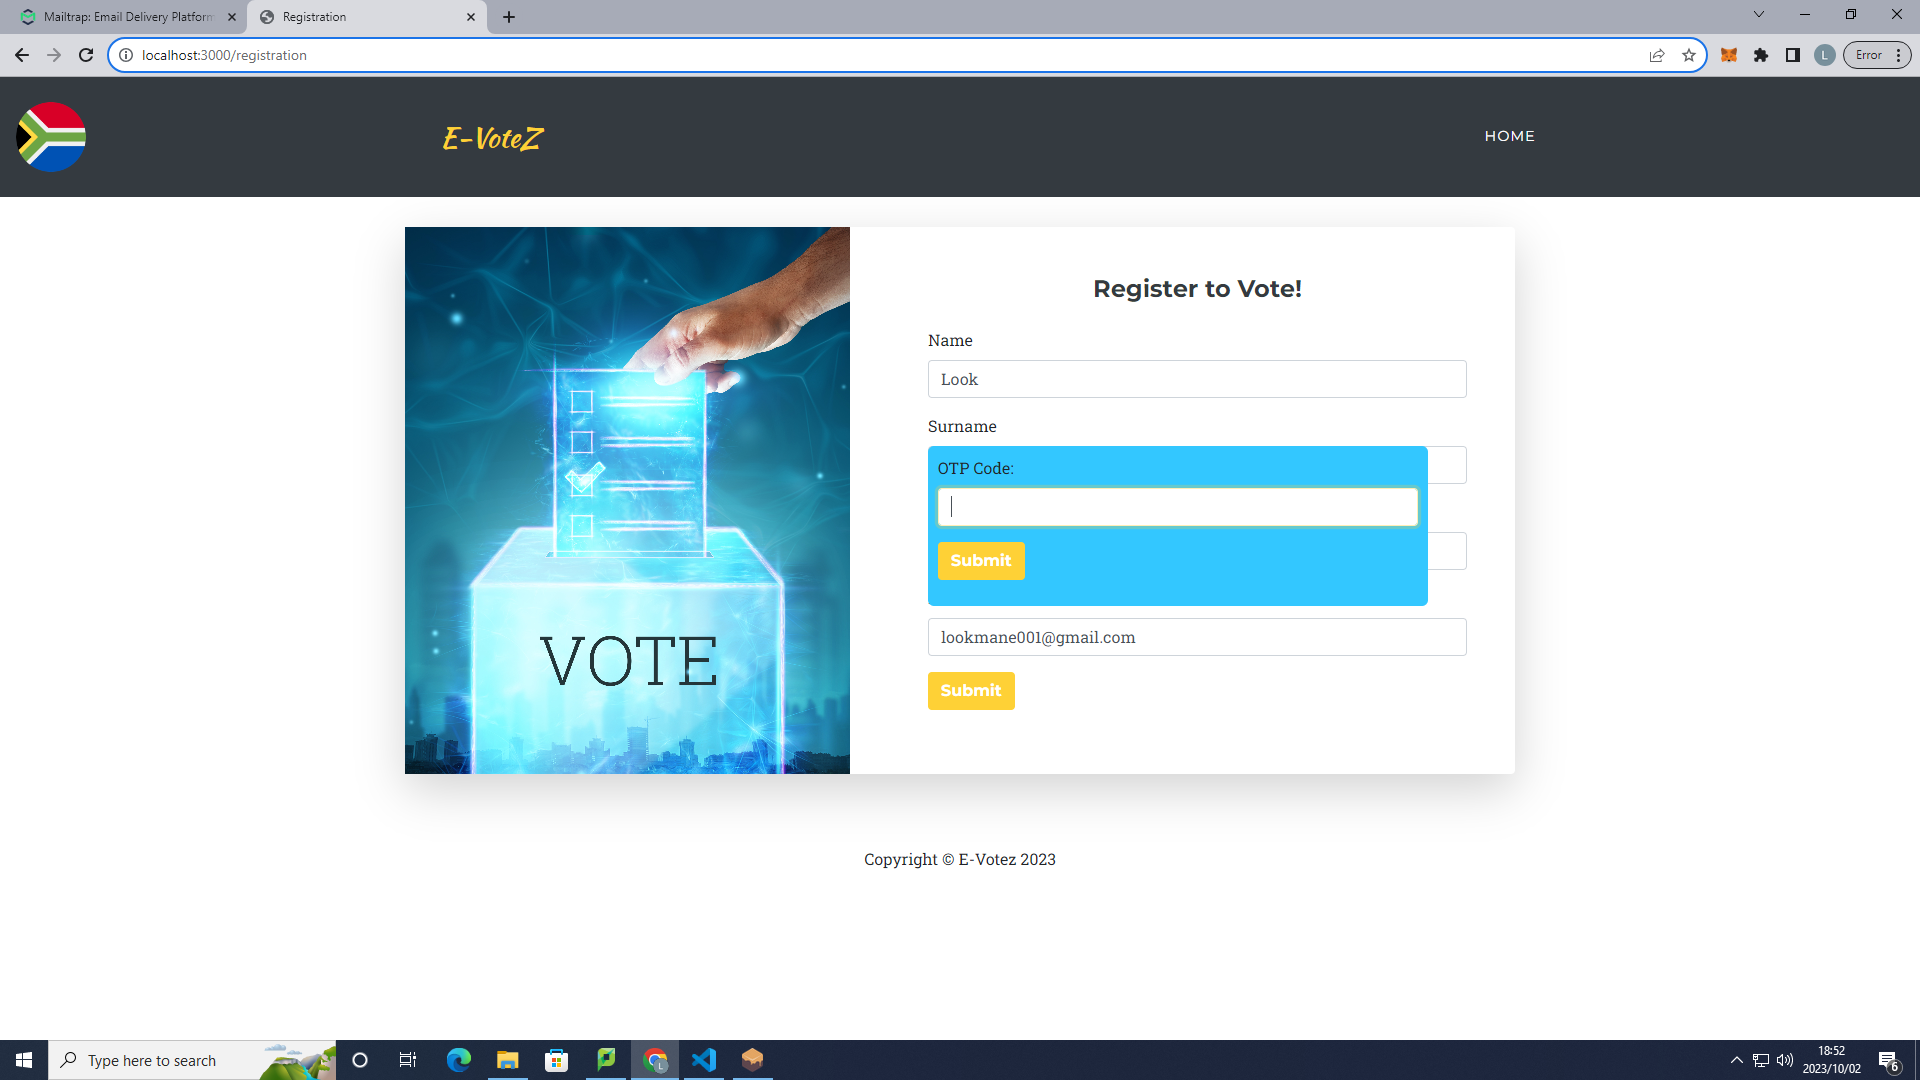 Mailtrap: Email Delivery Platform
Registration
localhost:3000/registration
L
Error
E-VoteZ
HOME
VOTE
Register to Vote!
Name
Look
Surname
OTP Code:
Submit
lookmane001@gmail.com
Submit
Copyright © E-Votez 2023
Type here to search
L
18:52
2023/10/02
6